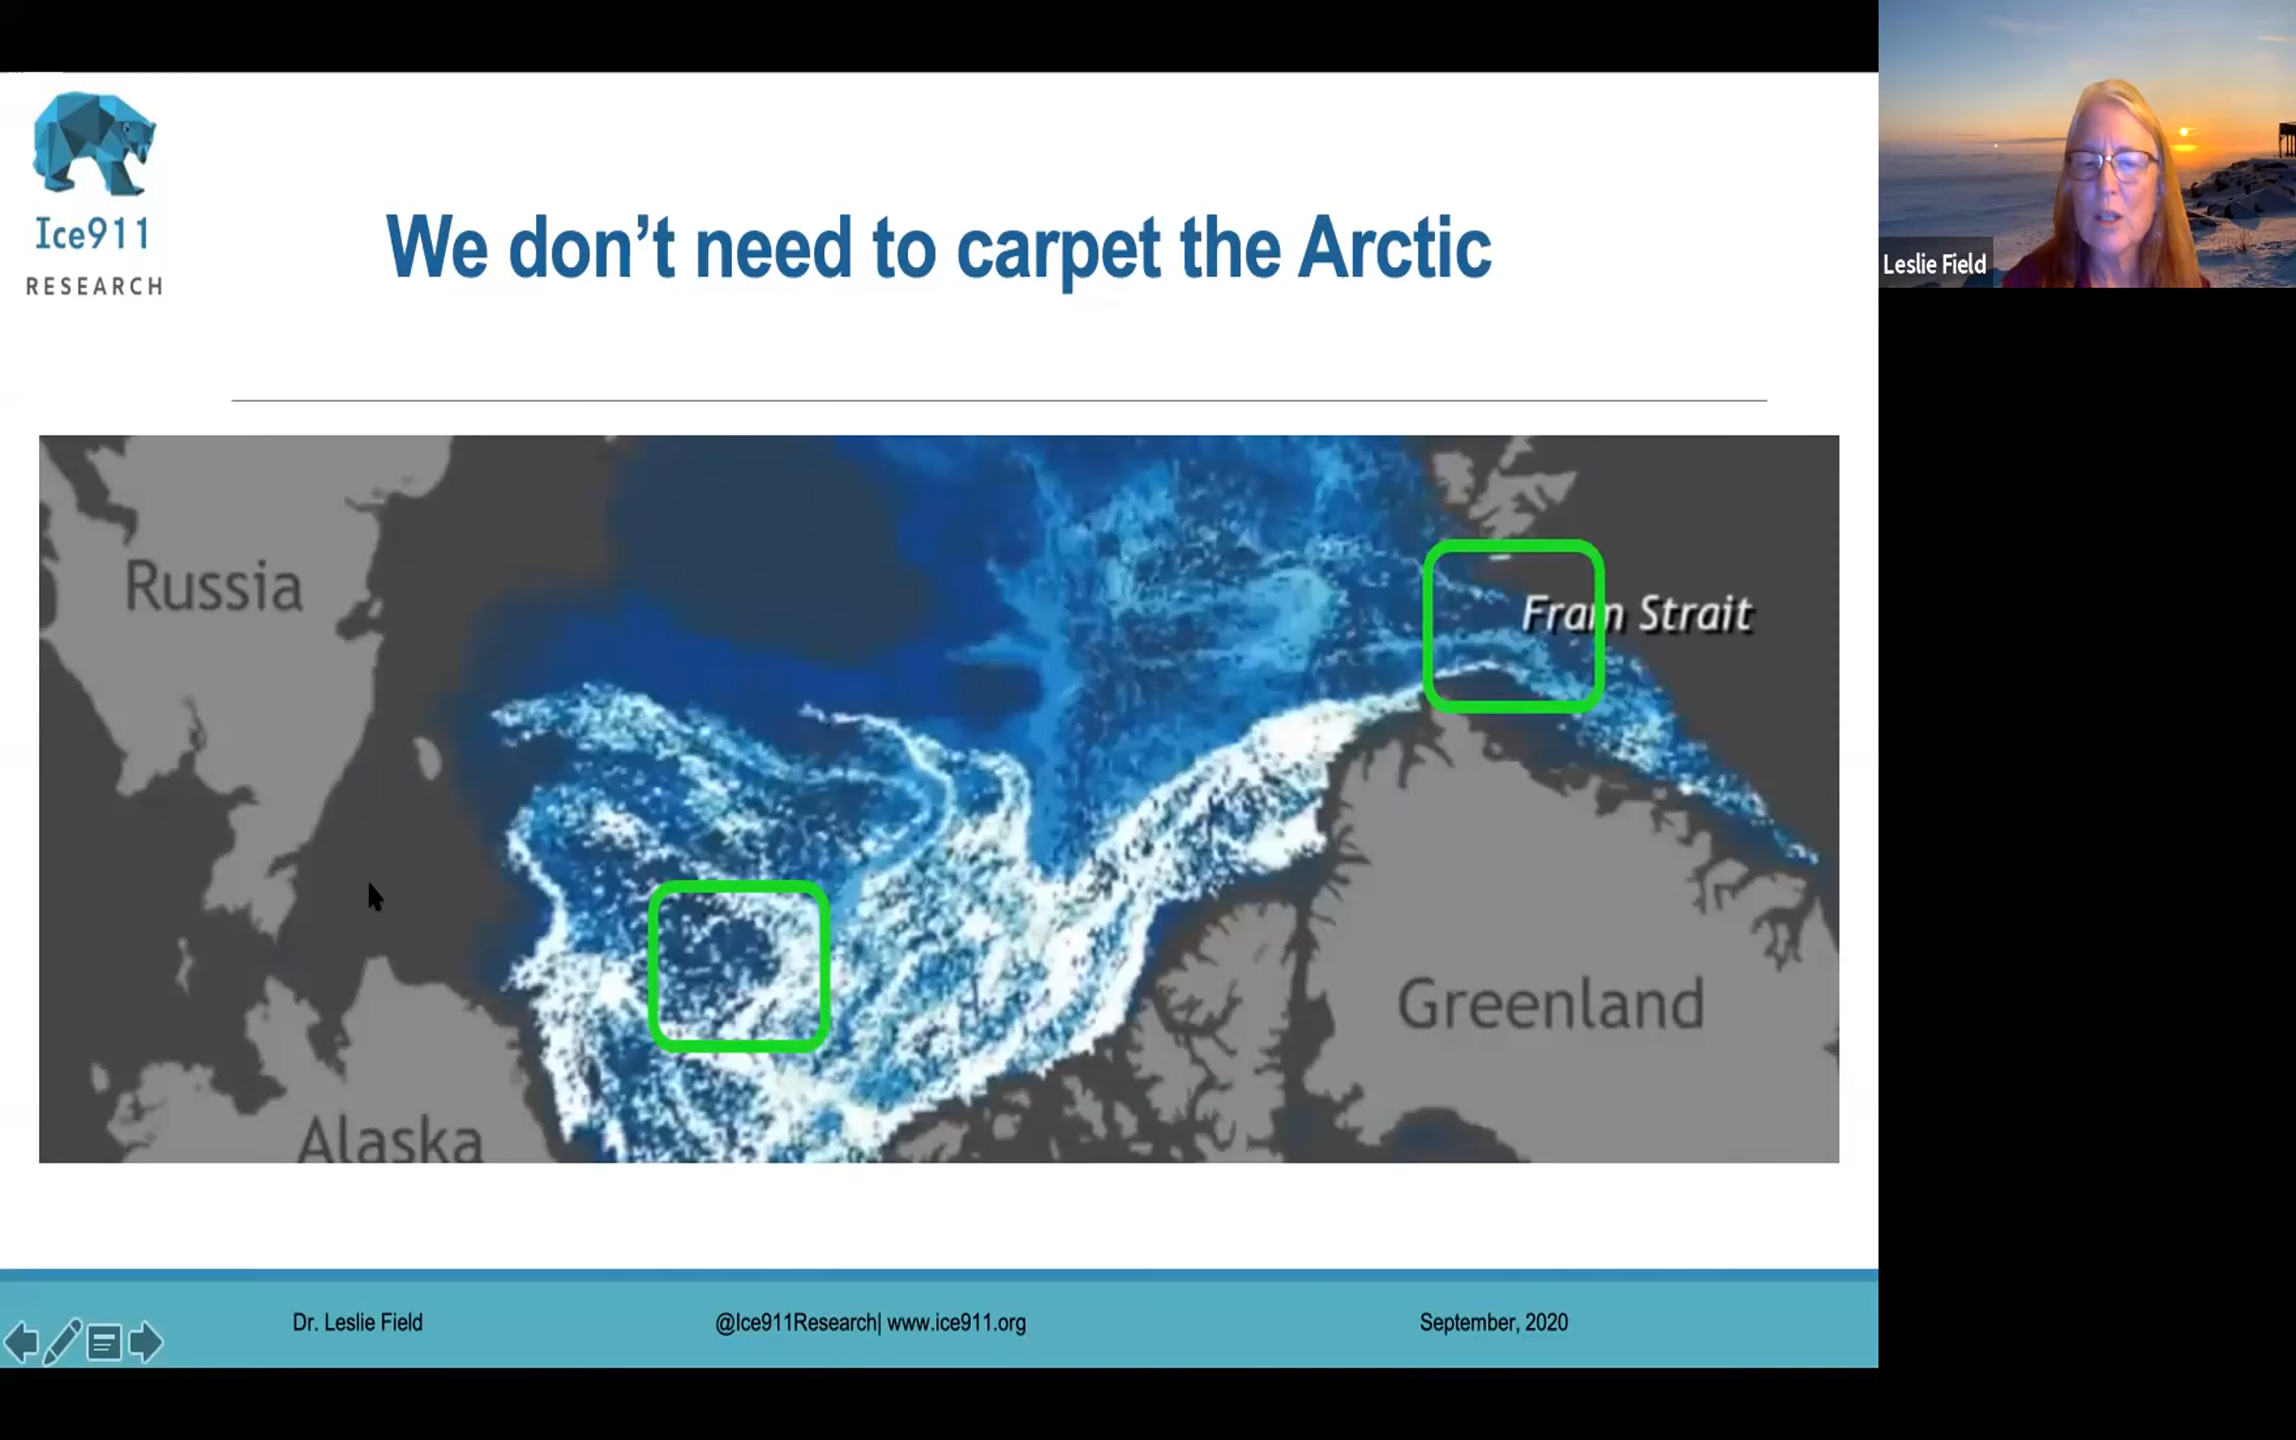 Ice911
RESEARCH
We don’t need to carpet the Arctic
Leslie Field
Russia
Fram Strait
Greenland
Alaska
Dr. Leslie Field
@Ice911Research| www.ice911.org
September, 2020